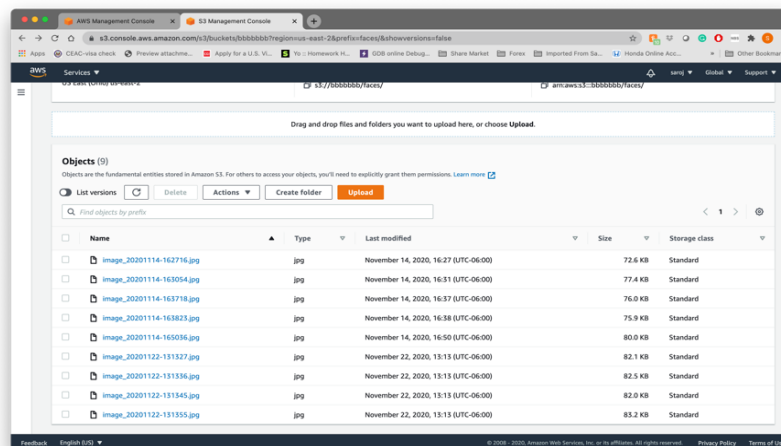 AWS Management Console
S3 Management Console
s3.console.aws.amazon.com/s3/buckets/bbbbbbb?region=us-east-2&prefix=faces/&showversions=false
Apps CEAC-visa check Preview attachme... Apply for a U.S. Vi... Yo :: Homework H... GDB online Debug... Share Market Forex Imported From Sa... Honda Online Acc... » Other Bookmar
aws Services saroj Global Support
US East (Ohio) us-east-2 s3://bbbbbbb/faces/ arn:aws:s3:::bbbbbbb/faces/
Drag and drop files and folders you want to upload here, or choose Upload.
Objects (9)
Objects are the fundamental entities stored in Amazon S3. For others to access your objects, you'll need to explicitly grant them permissions. Learn more
List versions Delete Actions Create folder Upload
Find objects by prefix 1
Name Type Last modified Size Storage class
image_20201114-162716.jpg jpg November 14, 2020, 16:27 (UTC-06:00) 72.6 KB Standard
image_20201114-163054.jpg jpg November 14, 2020, 16:31 (UTC-06:00) 77.4 KB Standard
image_20201114-163718.jpg jpg November 14, 2020, 16:37 (UTC-06:00) 76.0 KB Standard
image_20201114-163823.jpg jpg November 14, 2020, 16:38 (UTC-06:00) 75.9 KB Standard
image_20201114-165036.jpg jpg November 14, 2020, 16:50 (UTC-06:00) 80.0 KB Standard
image_20201122-131327.jpg jpg November 22, 2020, 13:13 (UTC-06:00) 82.1 KB Standard
image_20201122-131336.jpg jpg November 22, 2020, 13:13 (UTC-06:00) 82.5 KB Standard
image_20201122-131345.jpg jpg November 22, 2020, 13:13 (UTC-06:00) 82.0 KB Standard
image_20201122-131355.jpg jpg November 22, 2020, 13:13 (UTC-06:00) 83.2 KB Standard
Feedback English (US) © 2008 - 2020, Amazon Web Services, Inc. or its affiliates. All rights reserved. Privacy Policy Terms of Us